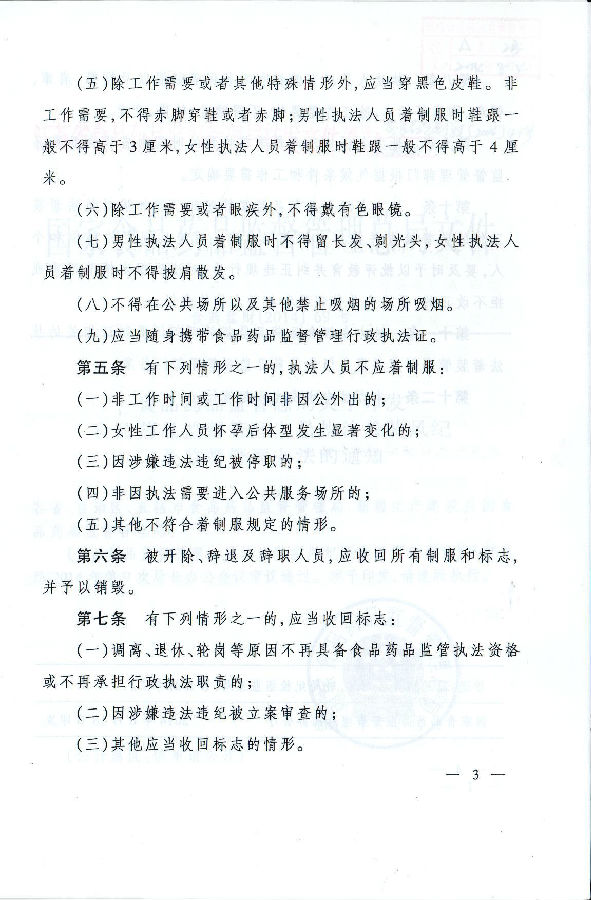 (五)除工作需要或者其他特殊情形外,应当穿黑色皮鞋。非
工作需要,不得赤脚穿鞋或者赤脚;男性执法人员着制服时鞋跟一
般不得高于3厘米,女性执法人员着制服时鞋跟一般不得高于4厘
米。
(六)除工作需要或者眼疾外,不得戴有色眼镜。
(七)男性执法人员着制服时不得留长发、剃光头,女性执法人
员着制服时不得披肩散发。
(八)不得在公共场所以及其他禁止吸烟的场所吸烟。
(九)应当随身携带食品药品监督管理行政执法证。
第五条 有下列情形之一的,执法人员不应着制服:
(一)非工作时间或工作时间非因公外出的;
(二)女性工作人员怀孕后体型发生显著变化的;
(三)因涉嫌违法违纪被停职的;
(四)非因执法需要进入公共服务场所的;
(五)其他不符合着制服规定的情形。
第六条 被开除、辞退及辞职人员,应收回所有制服和标志,
并予以销毁。
第七条 有下列情形之一的,应当收回标志:
(一)调离、退休、轮岗等原因不再具备食品药品监管执法资格
或不再承担行政执法职责的;
(二)因涉嫌违法违纪被立案审查的;
(三)其他应当收回标志的情形。
— 3 —